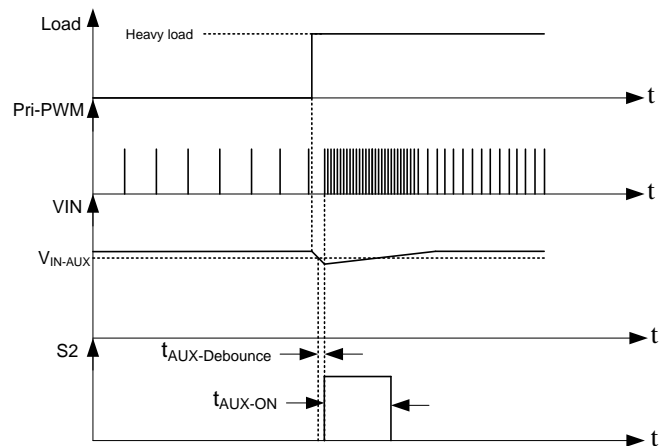 Load
Heavy load
t
Pri-PWM
t
VIN
VIN-AUX
t
S2
tAUX-Debounce
tAUX-ON
t